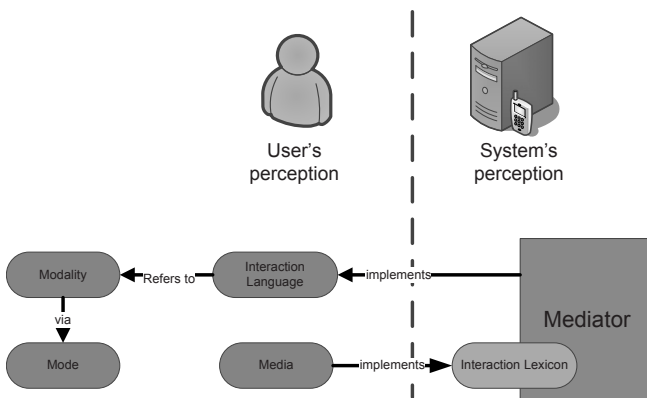 User's
perception
System's
perception
Modality
Refers to
Interaction
Language
implements
via
Mediator
Mode
Media
implements
Interaction Lexicon